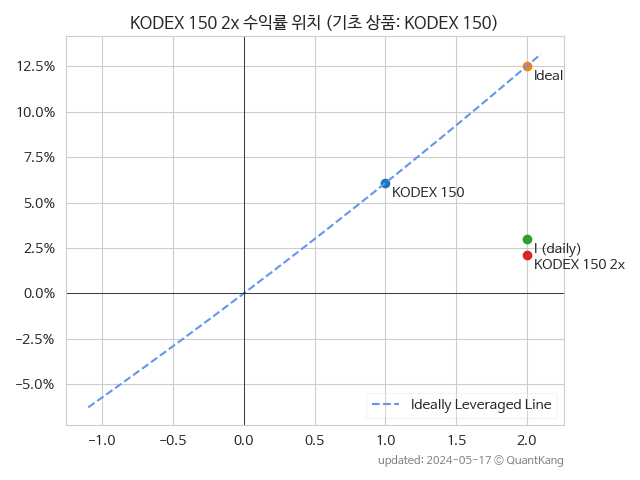 KODEX 150 2x 수익률 위치 (기초 상품: KODEX 150)
12.5%
10.0%
7.5%
5.0%
2.5%
0.0%
−2.5%
−5.0%
Ideal
KODEX 150
I (daily)
KODEX 150 2x
Ideally Leveraged Line
−1.0 −0.5 0.0 0.5 1.0 1.5 2.0
updated: 2024-05-17 © QuantKang